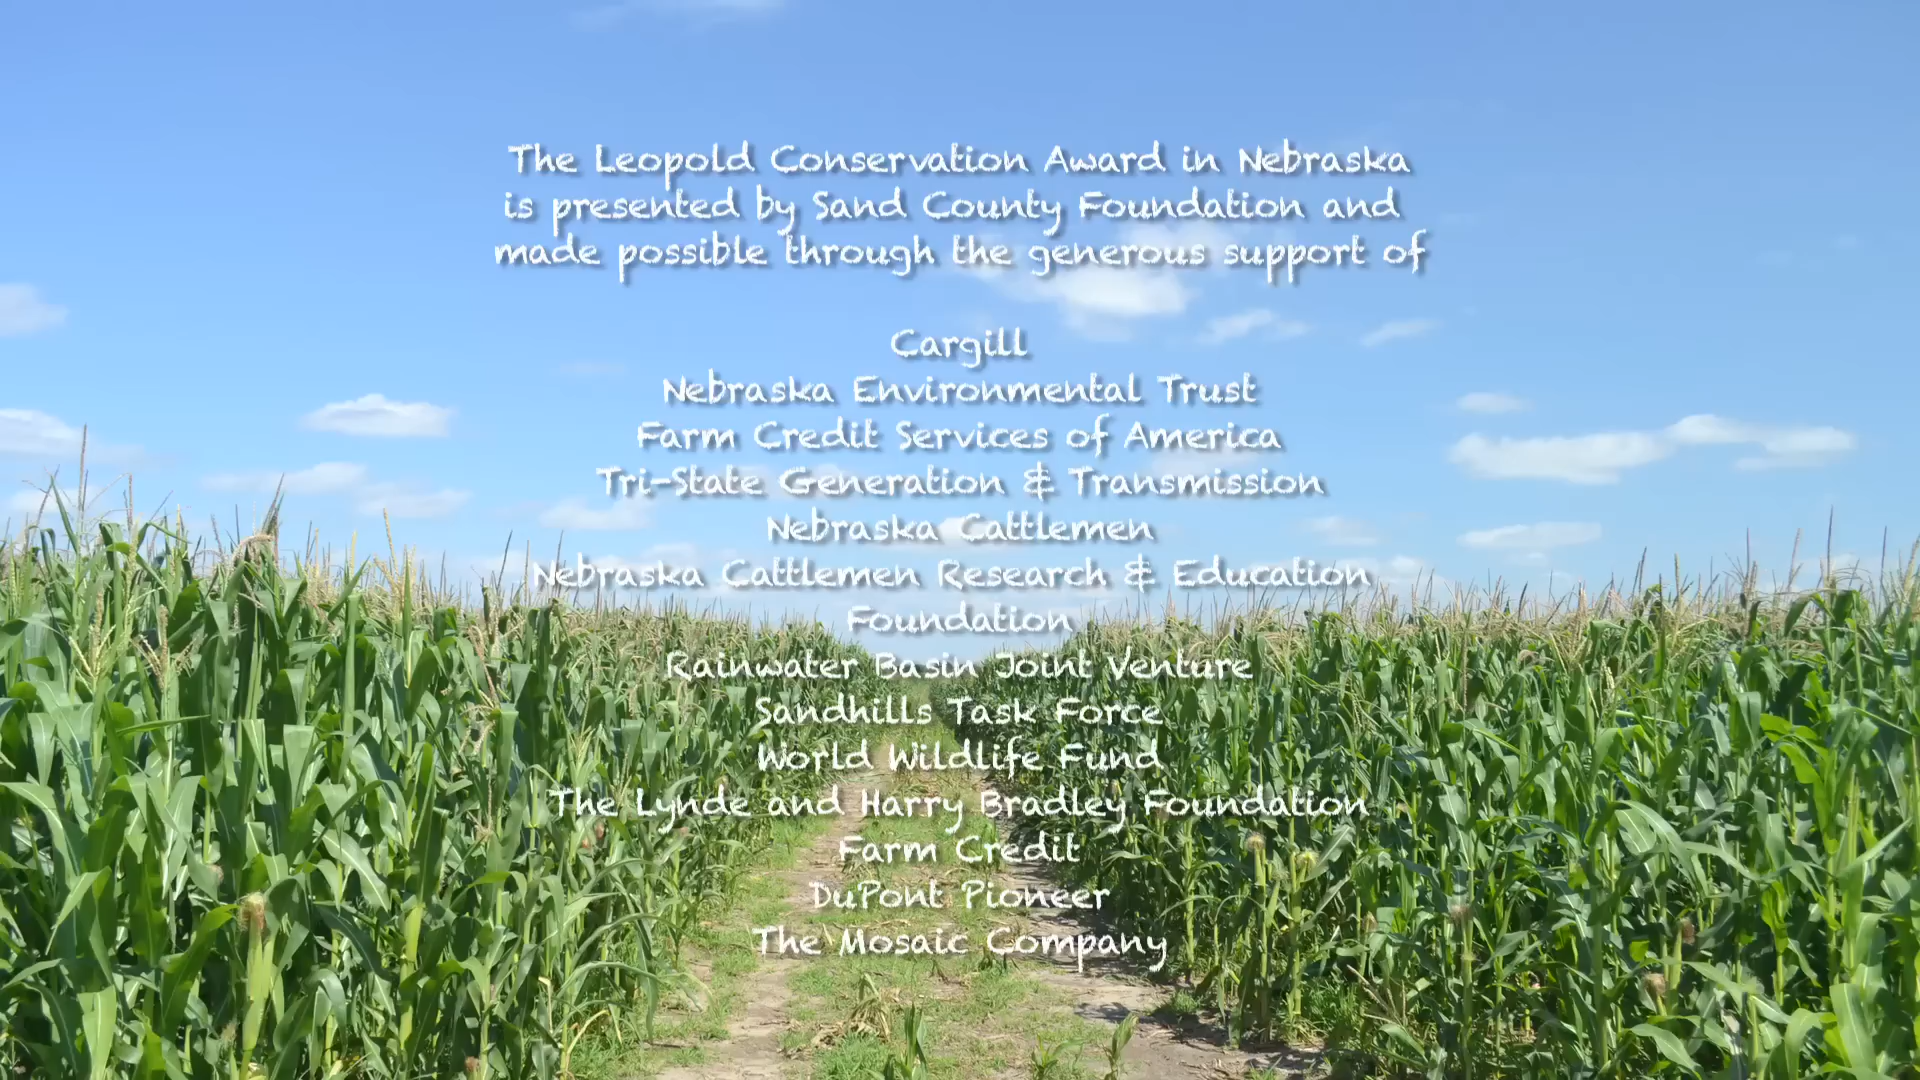 The Leopold Conservation Award in Nebraska
is presented by Sand County Foundation and
made possible through the generous support of
Cargill
Nebraska Environmental Trust
Farm Credit Services of America
Tri-State Generation & Transmission
Nebraska Cattlemen
Nebraska Cattlemen Research & Education
Foundation
Rainwater Basin Joint Venture
Sandhills Task Force
World Wildlife Fund
The Lynde and Harry Bradley Foundation
Farm Credit
DuPont Pioneer
The Mosaic Company